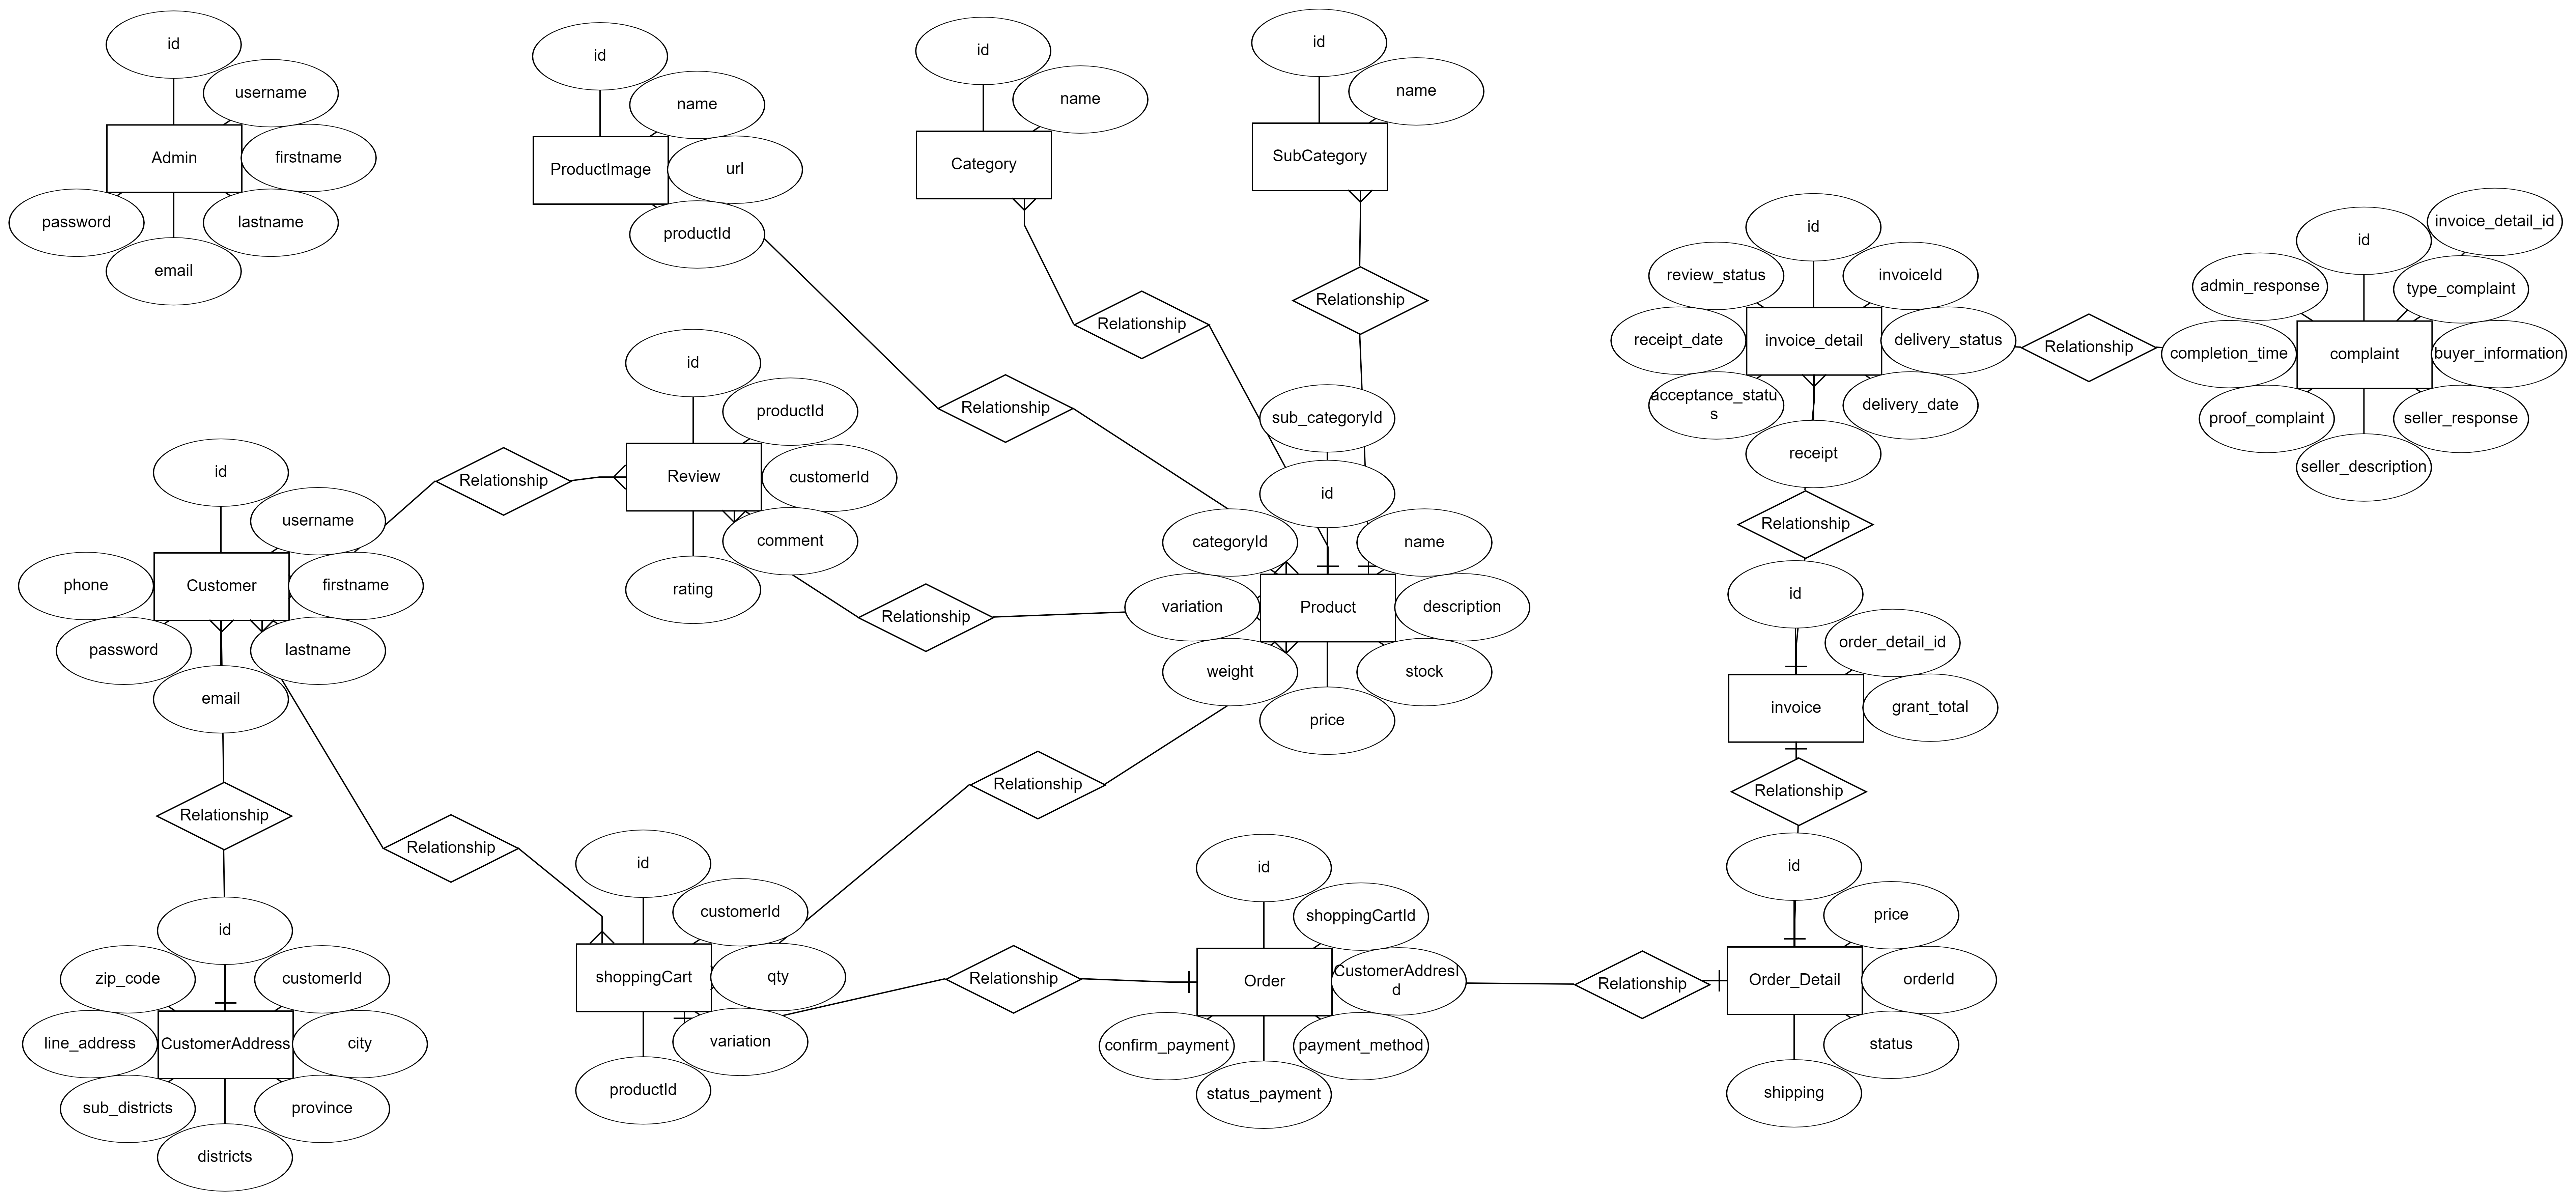 id
username
Admin
firstname
password
lastname
email
id
name
ProductImage
url
productId
id
name
Category
id
name
SubCategory
Relationship
Relationship
Relationship
id
review_status
invoiceId
receipt_date
invoice_detail
delivery_status
acceptance_statu
s
delivery_date
receipt
Relationship
invoice_detail_id
id
admin_response
type_complaint
completion_time
complaint
buyer_information
proof_complaint
seller_response
seller_description
id
productId
Review
customerId
comment
rating
Relationship
id
username
phone
Customer
firstname
password
lastname
email
Relationship
sub_categoryId
id
categoryId
name
variation
Product
description
weight
stock
price
Relationship
id
order_detail_id
invoice
grant_total
Relationship
Relationship
Relationship
Relationship
id
zip_code
customerId
line_address
CustomerAddress
city
sub_districts
province
districts
id
customerId
shoppingCart
qty
variation
productId
Relationship
id
shoppingCartId
Order
CustomerAddresI
d
confirm_payment
payment_method
status_payment
Relationship
id
price
Order_Detail
orderId
status
shipping